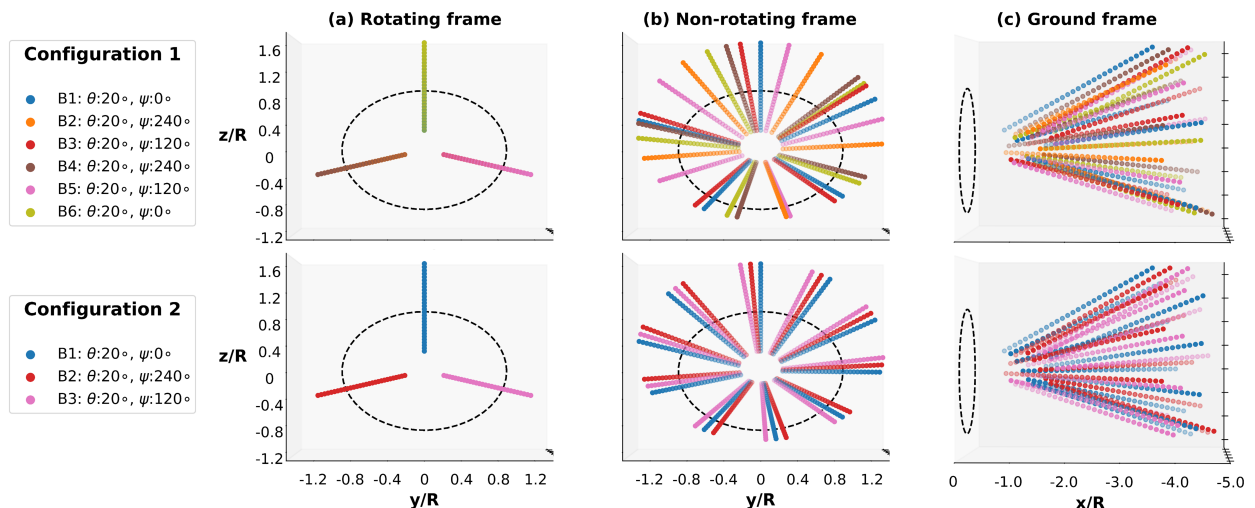 (a) Rotating frame
(b) Non-rotating frame
(c) Ground frame
Configuration 1
B1: θ:20∘, ψ:0∘
B2: θ:20∘, ψ:240∘
B3: θ:20∘, ψ:120∘
B4: θ:20∘, ψ:240∘
B5: θ:20∘, ψ:120∘
B6: θ:20∘, ψ:0∘
z/R
1.6
1.2
0.8
0.4
0
-0.4
-0.8
-1.2
Configuration 2
B1: θ:20∘, ψ:0∘
B2: θ:20∘, ψ:240∘
B3: θ:20∘, ψ:120∘
z/R
1.6
1.2
0.8
0.4
0
-0.4
-0.8
-1.2
-1.2 -0.8 -0.4 0 0.4 0.8 1.2
y/R
-1.2 -0.8 -0.4 0 0.4 0.8 1.2
y/R
0 -1.0 -2.0 -3.0 -4.0 -5.0
x/R